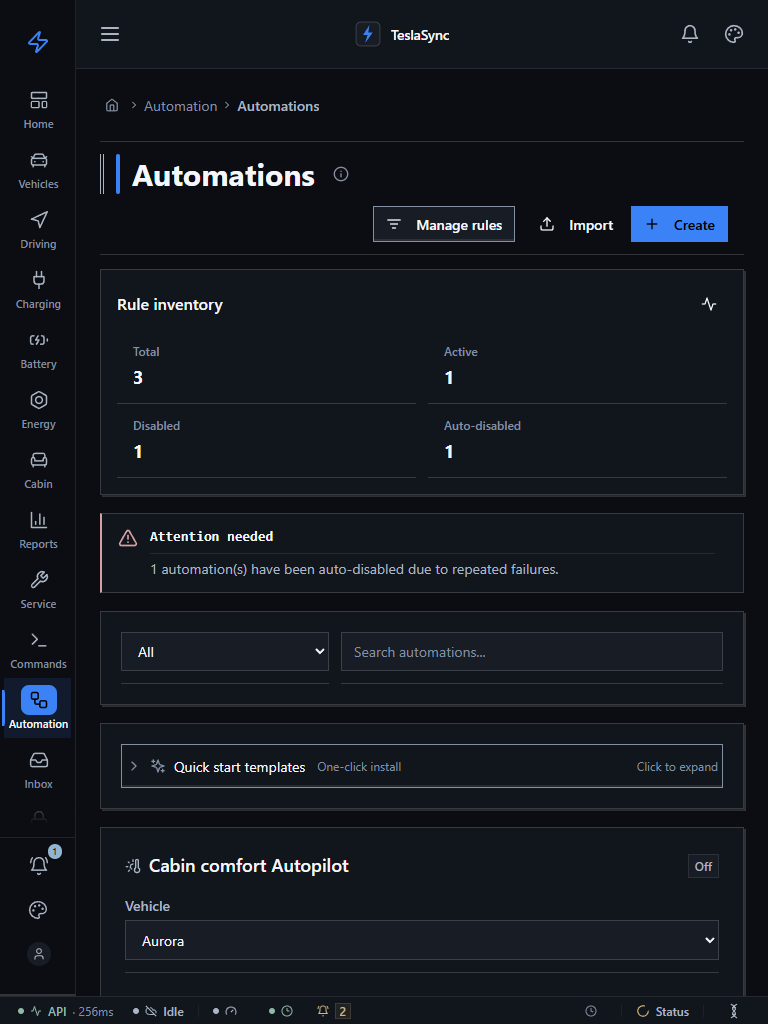 TeslaSync
Home
Vehicles
Driving
Charging
Battery
Energy
Cabin
Reports
Service
Commands
Automation
Inbox
1
Automation
Automations
Automations
Manage rules
Import
Create
Rule inventory
Total
3
Active
1
Disabled
1
Auto-disabled
1
Attention needed
1 automation(s) have been auto-disabled due to repeated failures.
All
Search automations...
Quick start templates One-click install Click to expand
Cabin comfort Autopilot
Off
Vehicle
Aurora
API · 256ms
Idle
2
Status